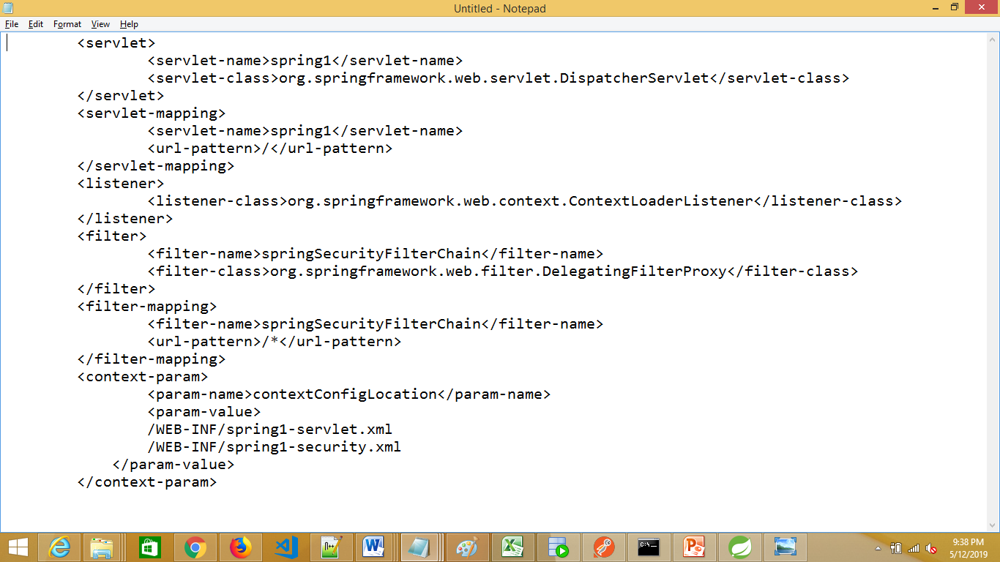 Untitled - Notepad
File Edit Format View Help
<servlet>
<servlet-name>spring1</servlet-name>
<servlet-class>org.springframework.web.servlet.DispatcherServlet</servlet-class>
</servlet>
<servlet-mapping>
<servlet-name>spring1</servlet-name>
<url-pattern>/</url-pattern>
</servlet-mapping>
<listener>
<listener-class>org.springframework.web.context.ContextLoaderListener</listener-class>
</listener>
<filter>
<filter-name>springSecurityFilterChain</filter-name>
<filter-class>org.springframework.web.filter.DelegatingFilterProxy</filter-class>
</filter>
<filter-mapping>
<filter-name>springSecurityFilterChain</filter-name>
<url-pattern>/*</url-pattern>
</filter-mapping>
<context-param>
<param-name>contextConfigLocation</param-name>
<param-value>
/WEB-INF/spring1-servlet.xml
/WEB-INF/spring1-security.xml
</param-value>
</context-param>
9:38 PM
5/12/2019